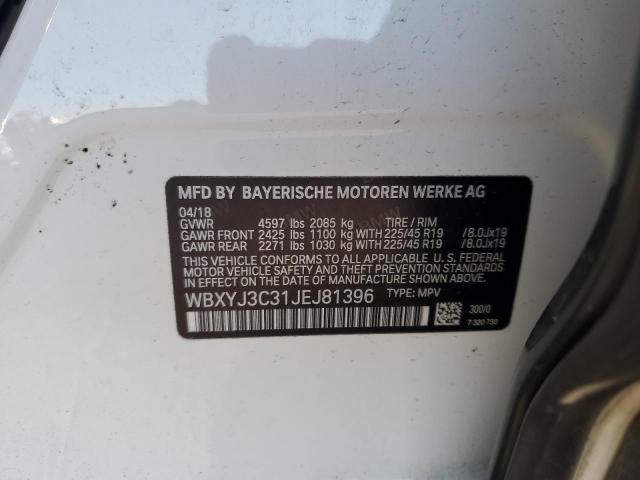 MFD BY BAYERISCHE MOTOREN WERKE AG
04/18
GVWR 4597 lbs 2085 kg TIRE / RIM
GAWR FRONT 2425 lbs 1100 kg WITH 225/45 R19 /8.0Jx19
GAWR REAR 2271 lbs 1030 kg WITH 225/45 R19 /8.0Jx19
THIS VEHICLE CONFORMS TO ALL APPLICABLE U. S. FEDERAL
MOTOR VEHICLE SAFETY, BUMPER, AND THEFT PREVENTION
STANDARDS IN EFFECT ON THE DATE OF MANUFACTURE
SHOWN ABOVE.
WBXYJ3C31JEJ81396 TYPE: MPV
300/0
7 320 730